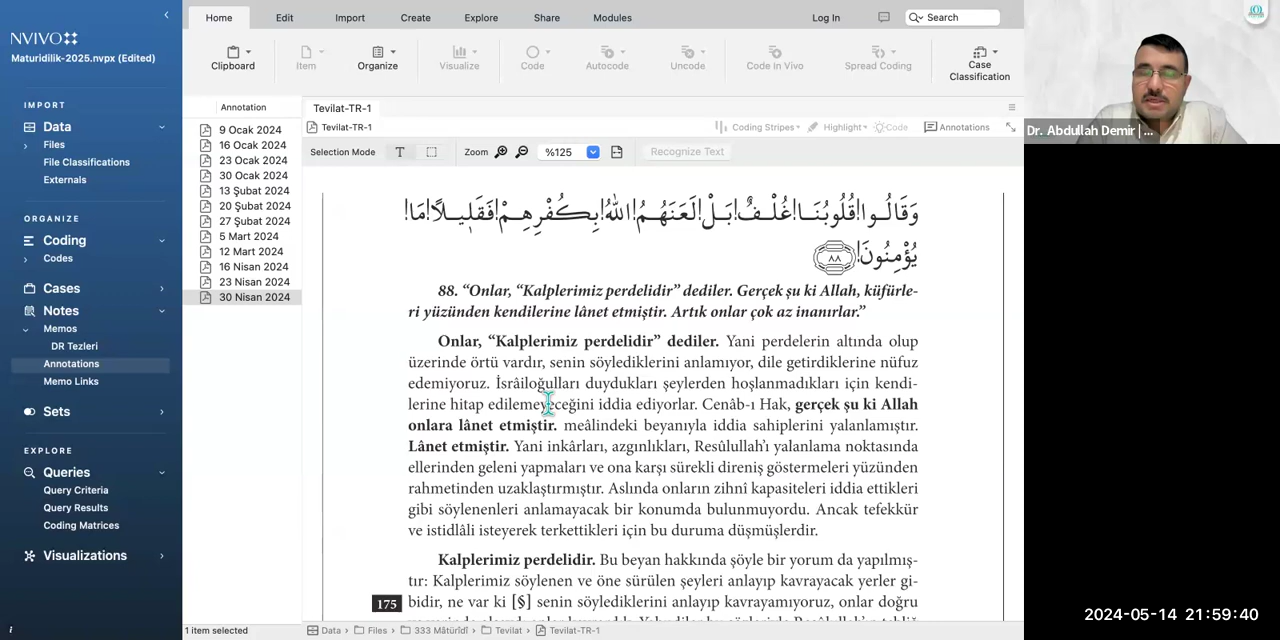 NVIVO
Maturidilik-2025.nvpx (Edited)
IMPORT
Data
Files
File Classifications
Externals
ORGANIZE
Coding
Codes
Cases
Notes
Memos
DR Tezleri
Annotations
Memo Links
Sets
EXPLORE
Queries
Query Criteria
Query Results
Coding Matrices
Visualizations
Home Edit Import Create Explore Share Modules Log In Search
Clipboard Item Organize Visualize Code Autocode Uncode Code In Vivo Spread Coding Case Classification
Annotation
9 Ocak 2024
16 Ocak 2024
23 Ocak 2024
30 Ocak 2024
13 Şubat 2024
20 Şubat 2024
27 Şubat 2024
5 Mart 2024
12 Mart 2024
16 Nisan 2024
23 Nisan 2024
30 Nisan 2024
1 item selected
Tevilat-TR-1
Tevilat-TR-1 Coding Stripes Highlight Code Annotations
Selection Mode T Zoom %125 Recognize Text
وَقَالُوا! قُلُوبُنَا! غُلْفٌ! بَلْ! لَعَنَهُمُ! اللهُ! بِكُفْرِهِمْ! فَقَلِيلًا! مَا!
يُؤْمِنُونَ! ٨٨
88. “Onlar, “Kalplerimiz perdelidir” dediler. Gerçek şu ki Allah, küfürle-
ri yüzünden kendilerine lânet etmiştir. Artık onlar çok az inanırlar.”
Onlar, “Kalplerimiz perdelidir” dediler. Yani perdelerin altında olup
üzerinde örtü vardır, senin söylediklerini anlamıyor, dile getirdiklerine nüfuz
edemiyoruz. İsrâiloğulları duydukları şeylerden hoşlanmadıkları için kendi-
lerine hitap edilemeyeceğini iddia ediyorlar. Cenâb-ı Hak, gerçek şu ki Allah
onlara lânet etmiştir. meâlindeki beyanıyla iddia sahiplerini yalanlamıştır.
Lânet etmiştir. Yani inkârları, azgınlıkları, Resûlullah’ı yalanlama noktasında
ellerinden geleni yapmaları ve ona karşı sürekli direniş göstermeleri yüzünden
rahmetinden uzaklaştırmıştır. Aslında onların zihnî kapasiteleri iddia ettikleri
gibi söylenenleri anlamayacak bir konumda bulunmuyordu. Ancak tefekkür
ve istidlâli isteyerek terkettikleri için bu duruma düşmüşlerdir.
Kalplerimiz perdelidir. Bu beyan hakkında şöyle bir yorum da yapılmış-
tır: Kalplerimiz söylenen ve öne sürülen şeyleri anlayıp kavrayacak yerler gi-
175 bidir, ne var ki [§] senin söylediklerini anlayıp kavrayamıyoruz, onlar doğru
Data Files 333 Mâtürîdî Tevilat Tevilat-TR-1
Dr. Abdullah Demir | ...
2024-05-14 21:59:40